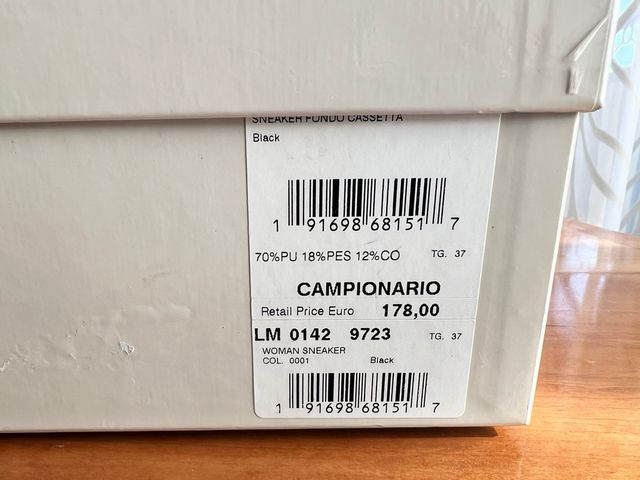 SNEAKER FONDO CASSETTA
Black
1 91698 68151 7
70%PU 18%PES 12%CO TG. 37
CAMPIONARIO
Retail Price Euro 178,00
LM 0142 9723 TG. 37
WOMAN SNEAKER
COL. 0001 Black
1 91698 68151 7